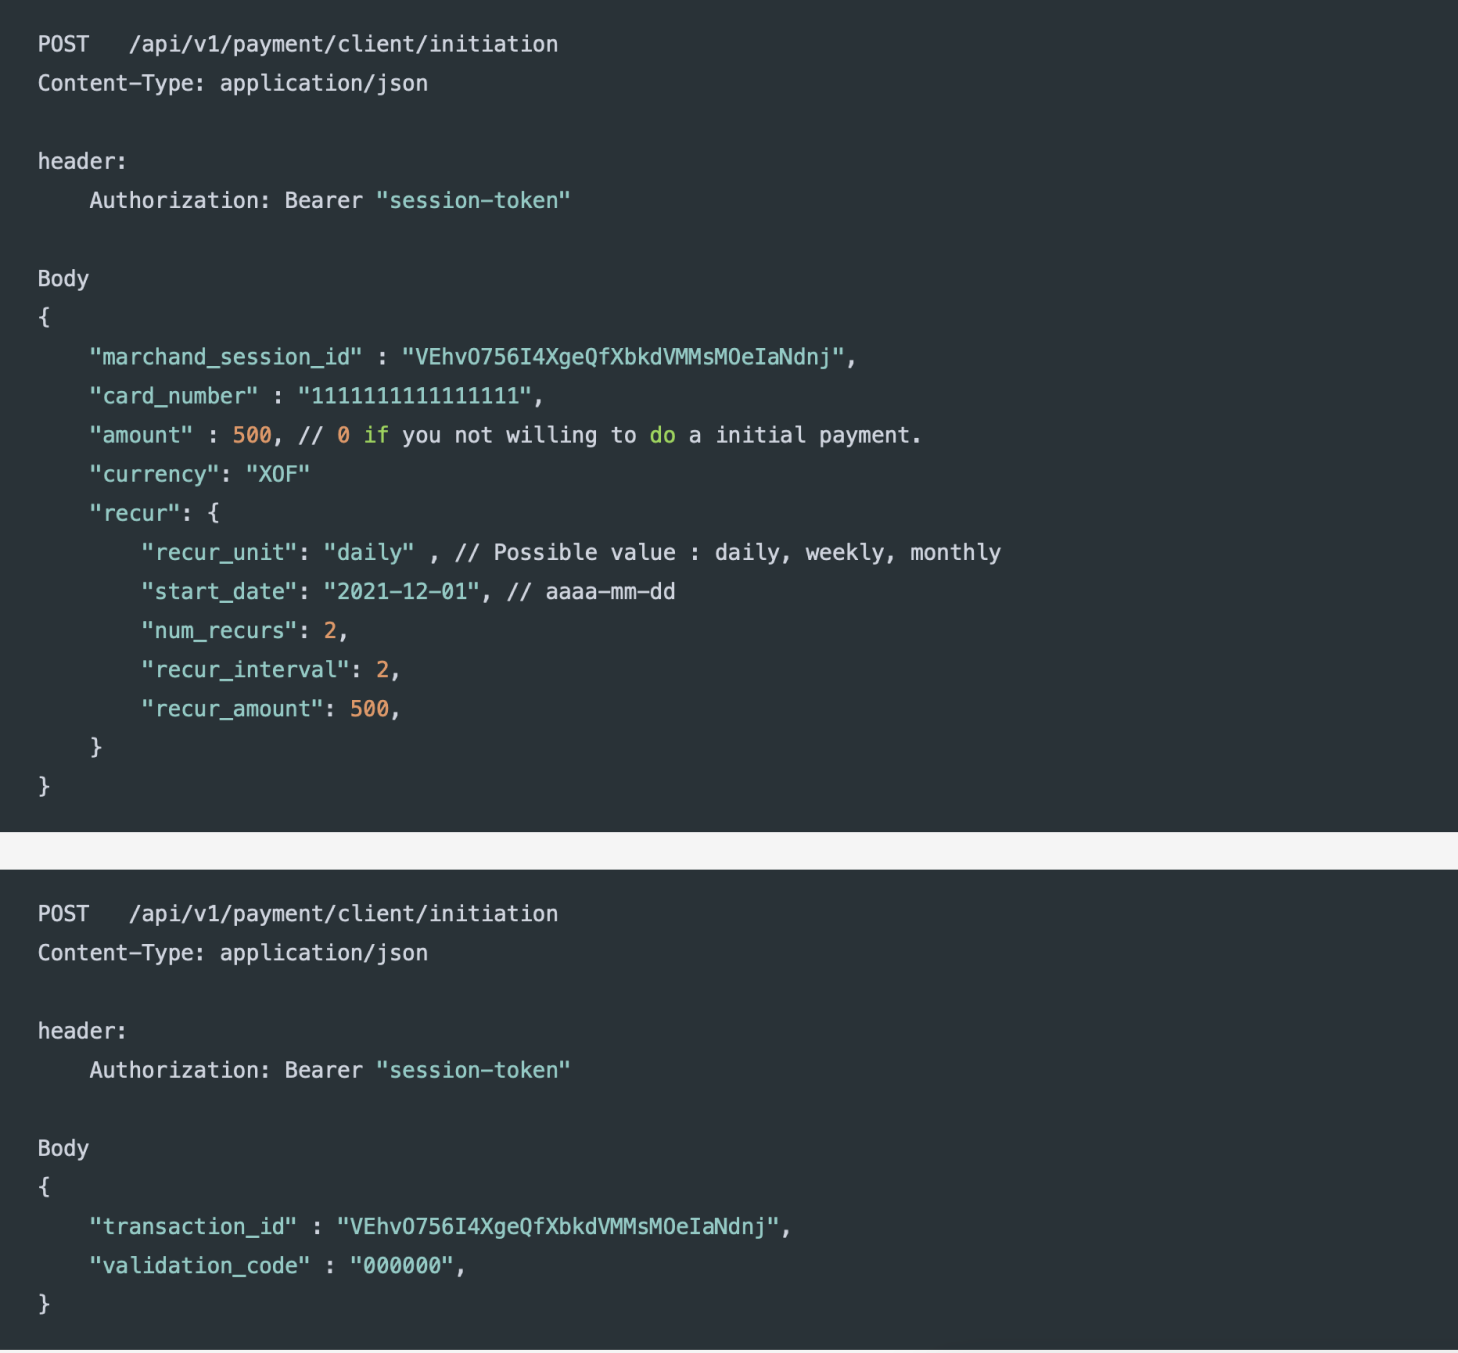 POST   /api/v1/payment/client/initiation
Content-Type: application/json
header:
    Authorization: Bearer "session-token"
Body
{
    "marchand_session_id" : "VEhvO756I4XgeQfXbkdVMMsMOeIaNdnj",
    "card_number" : "1111111111111111",
    "amount" : 500, // 0 if you not willing to do a initial payment.
    "currency": "XOF"
    "recur": {
        "recur_unit": "daily" , // Possible value : daily, weekly, monthly
        "start_date": "2021-12-01", // aaaa-mm-dd
        "num_recurs": 2,
        "recur_interval": 2,
        "recur_amount": 500,
    }
}
POST   /api/v1/payment/client/initiation
Content-Type: application/json
header:
    Authorization: Bearer "session-token"
Body
{
    "transaction_id" : "VEhvO756I4XgeQfXbkdVMMsMOeIaNdnj",
    "validation_code" : "000000",
}